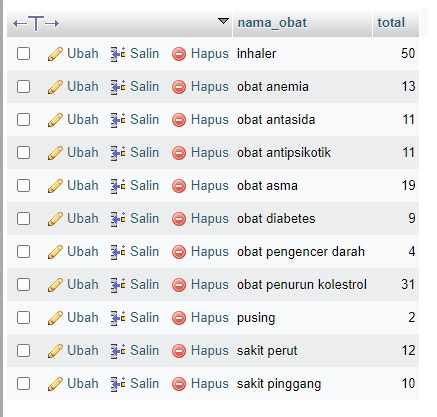 nama_obat total
Ubah Salin Hapus inhaler 50
Ubah Salin Hapus obat anemia 13
Ubah Salin Hapus obat antasida 11
Ubah Salin Hapus obat antipsikotik 11
Ubah Salin Hapus obat asma 19
Ubah Salin Hapus obat diabetes 9
Ubah Salin Hapus obat pengencer darah 4
Ubah Salin Hapus obat penurun kolestrol 31
Ubah Salin Hapus pusing 2
Ubah Salin Hapus sakit perut 12
Ubah Salin Hapus sakit pinggang 10